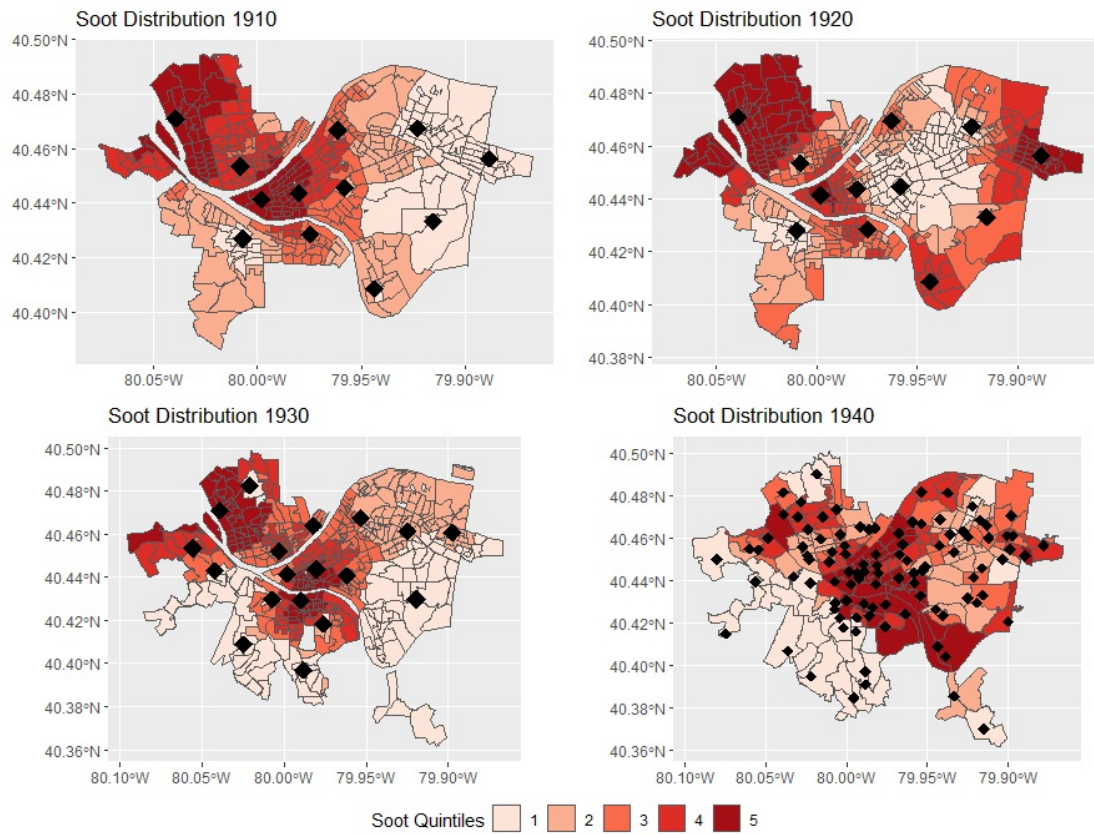 Soot Distribution 1910
40.50°N
40.48°N
40.46°N
40.44°N
40.42°N
40.40°N
80.05°W 80.00°W 79.95°W 79.90°W
Soot Distribution 1920
40.50°N
40.48°N
40.46°N
40.44°N
40.42°N
40.40°N
40.38°N
80.05°W 80.00°W 79.95°W 79.90°W
Soot Distribution 1930
40.50°N
40.48°N
40.46°N
40.44°N
40.42°N
40.40°N
40.38°N
40.36°N
80.10°W 80.05°W 80.00°W 79.95°W 79.90°W
Soot Distribution 1940
40.50°N
40.48°N
40.46°N
40.44°N
40.42°N
40.40°N
40.38°N
40.36°N
80.10°W 80.05°W 80.00°W 79.95°W 79.90°W
Soot Quintiles 1 2 3 4 5